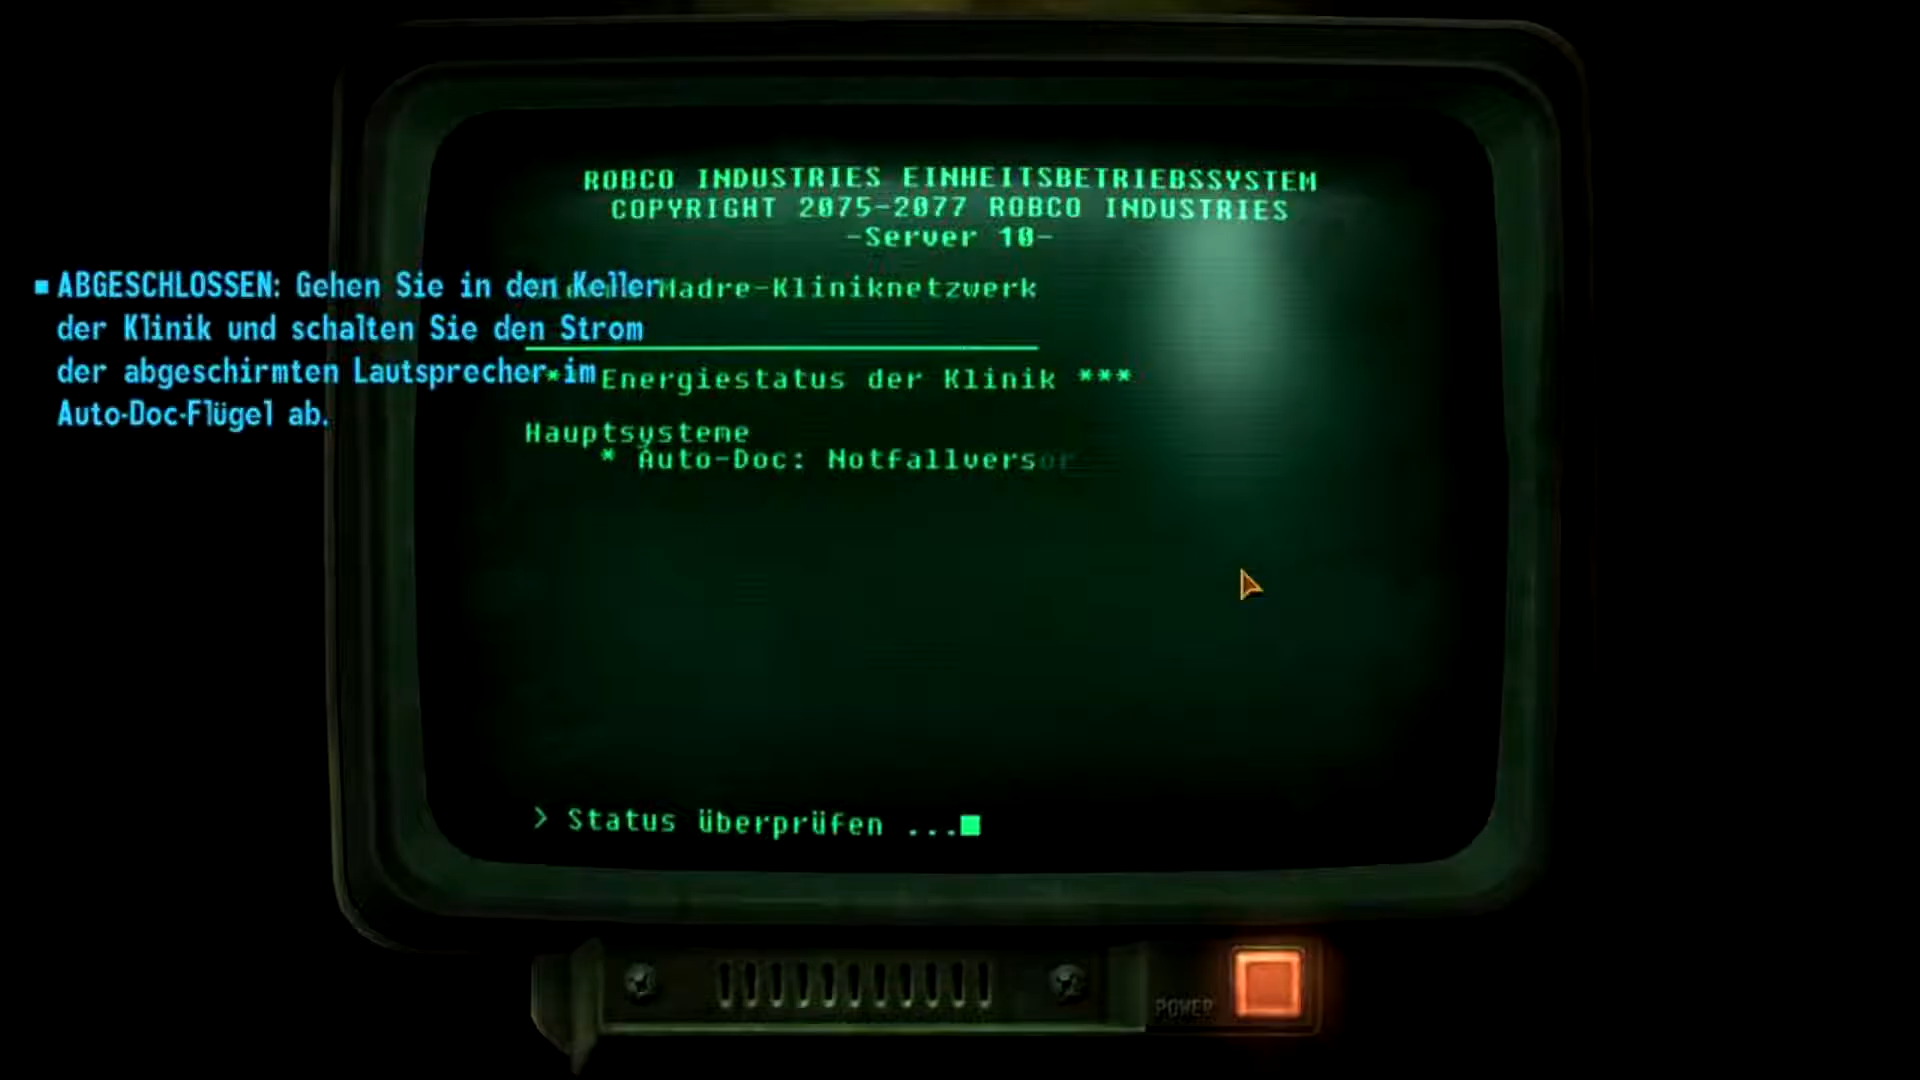 ROBCO INDUSTRIES EINHEITSBETRIEBSSYSTEM
COPYRIGHT 2075-2077 ROBCO INDUSTRIES
-Server 10-
▪ ABGESCHLOSSEN: Gehen Sie in den Keller
der Klinik und schalten Sie den Strom
der abgeschirmten Lautsprecher im
Auto-Doc-Flügel ab.
Madre-Kliniknetzwerk
* Energiestatus der Klinik ***
Hauptsysteme
* Auto-Doc: Notfallversor
> Status überprüfen ...
POWER